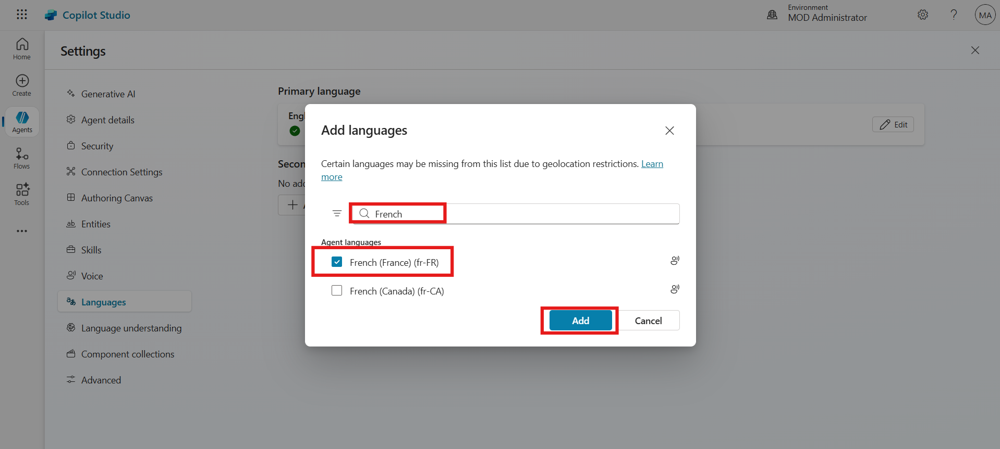 Copilot Studio
Environment
MOD Administrator
MA
Home
Create
Agents
Flows
Tools
Settings
Generative AI
Agent details
Security
Connection Settings
Authoring Canvas
Entities
Skills
Voice
Languages
Language understanding
Component collections
Advanced
Primary language
Engl
Edit
Secon
No add
Add languages
Certain languages may be missing from this list due to geolocation restrictions. Learn
more
French
Agent languages
French (France) (fr-FR)
French (Canada) (fr-CA)
Add
Cancel